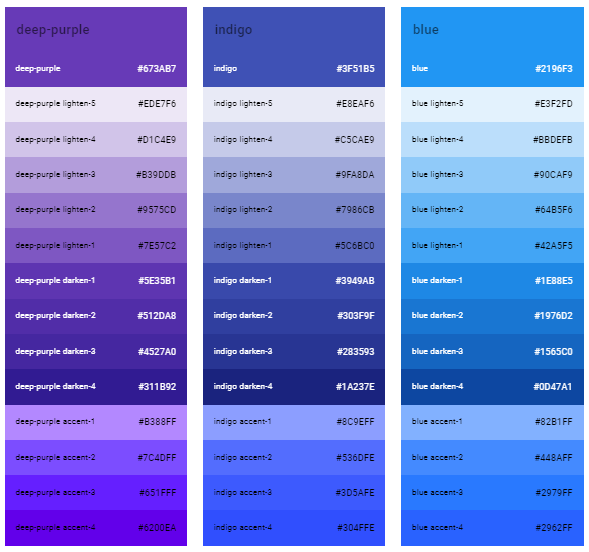 deep-purple
deep-purple #673AB7
deep-purple lighten-5 #EDE7F6
deep-purple lighten-4 #D1C4E9
deep-purple lighten-3 #B39DDB
deep-purple lighten-2 #9575CD
deep-purple lighten-1 #7E57C2
deep-purple darken-1 #5E35B1
deep-purple darken-2 #512DA8
deep-purple darken-3 #4527A0
deep-purple darken-4 #311B92
deep-purple accent-1 #B388FF
deep-purple accent-2 #7C4DFF
deep-purple accent-3 #651FFF
deep-purple accent-4 #6200EA
indigo
indigo #3F51B5
indigo lighten-5 #E8EAF6
indigo lighten-4 #C5CAE9
indigo lighten-3 #9FA8DA
indigo lighten-2 #7986CB
indigo lighten-1 #5C6BC0
indigo darken-1 #3949AB
indigo darken-2 #303F9F
indigo darken-3 #283593
indigo darken-4 #1A237E
indigo accent-1 #8C9EFF
indigo accent-2 #536DFE
indigo accent-3 #3D5AFE
indigo accent-4 #304FFE
blue
blue #2196F3
blue lighten-5 #E3F2FD
blue lighten-4 #BBDEFB
blue lighten-3 #90CAF9
blue lighten-2 #64B5F6
blue lighten-1 #42A5F5
blue darken-1 #1E88E5
blue darken-2 #1976D2
blue darken-3 #1565C0
blue darken-4 #0D47A1
blue accent-1 #82B1FF
blue accent-2 #448AFF
blue accent-3 #2979FF
blue accent-4 #2962FF